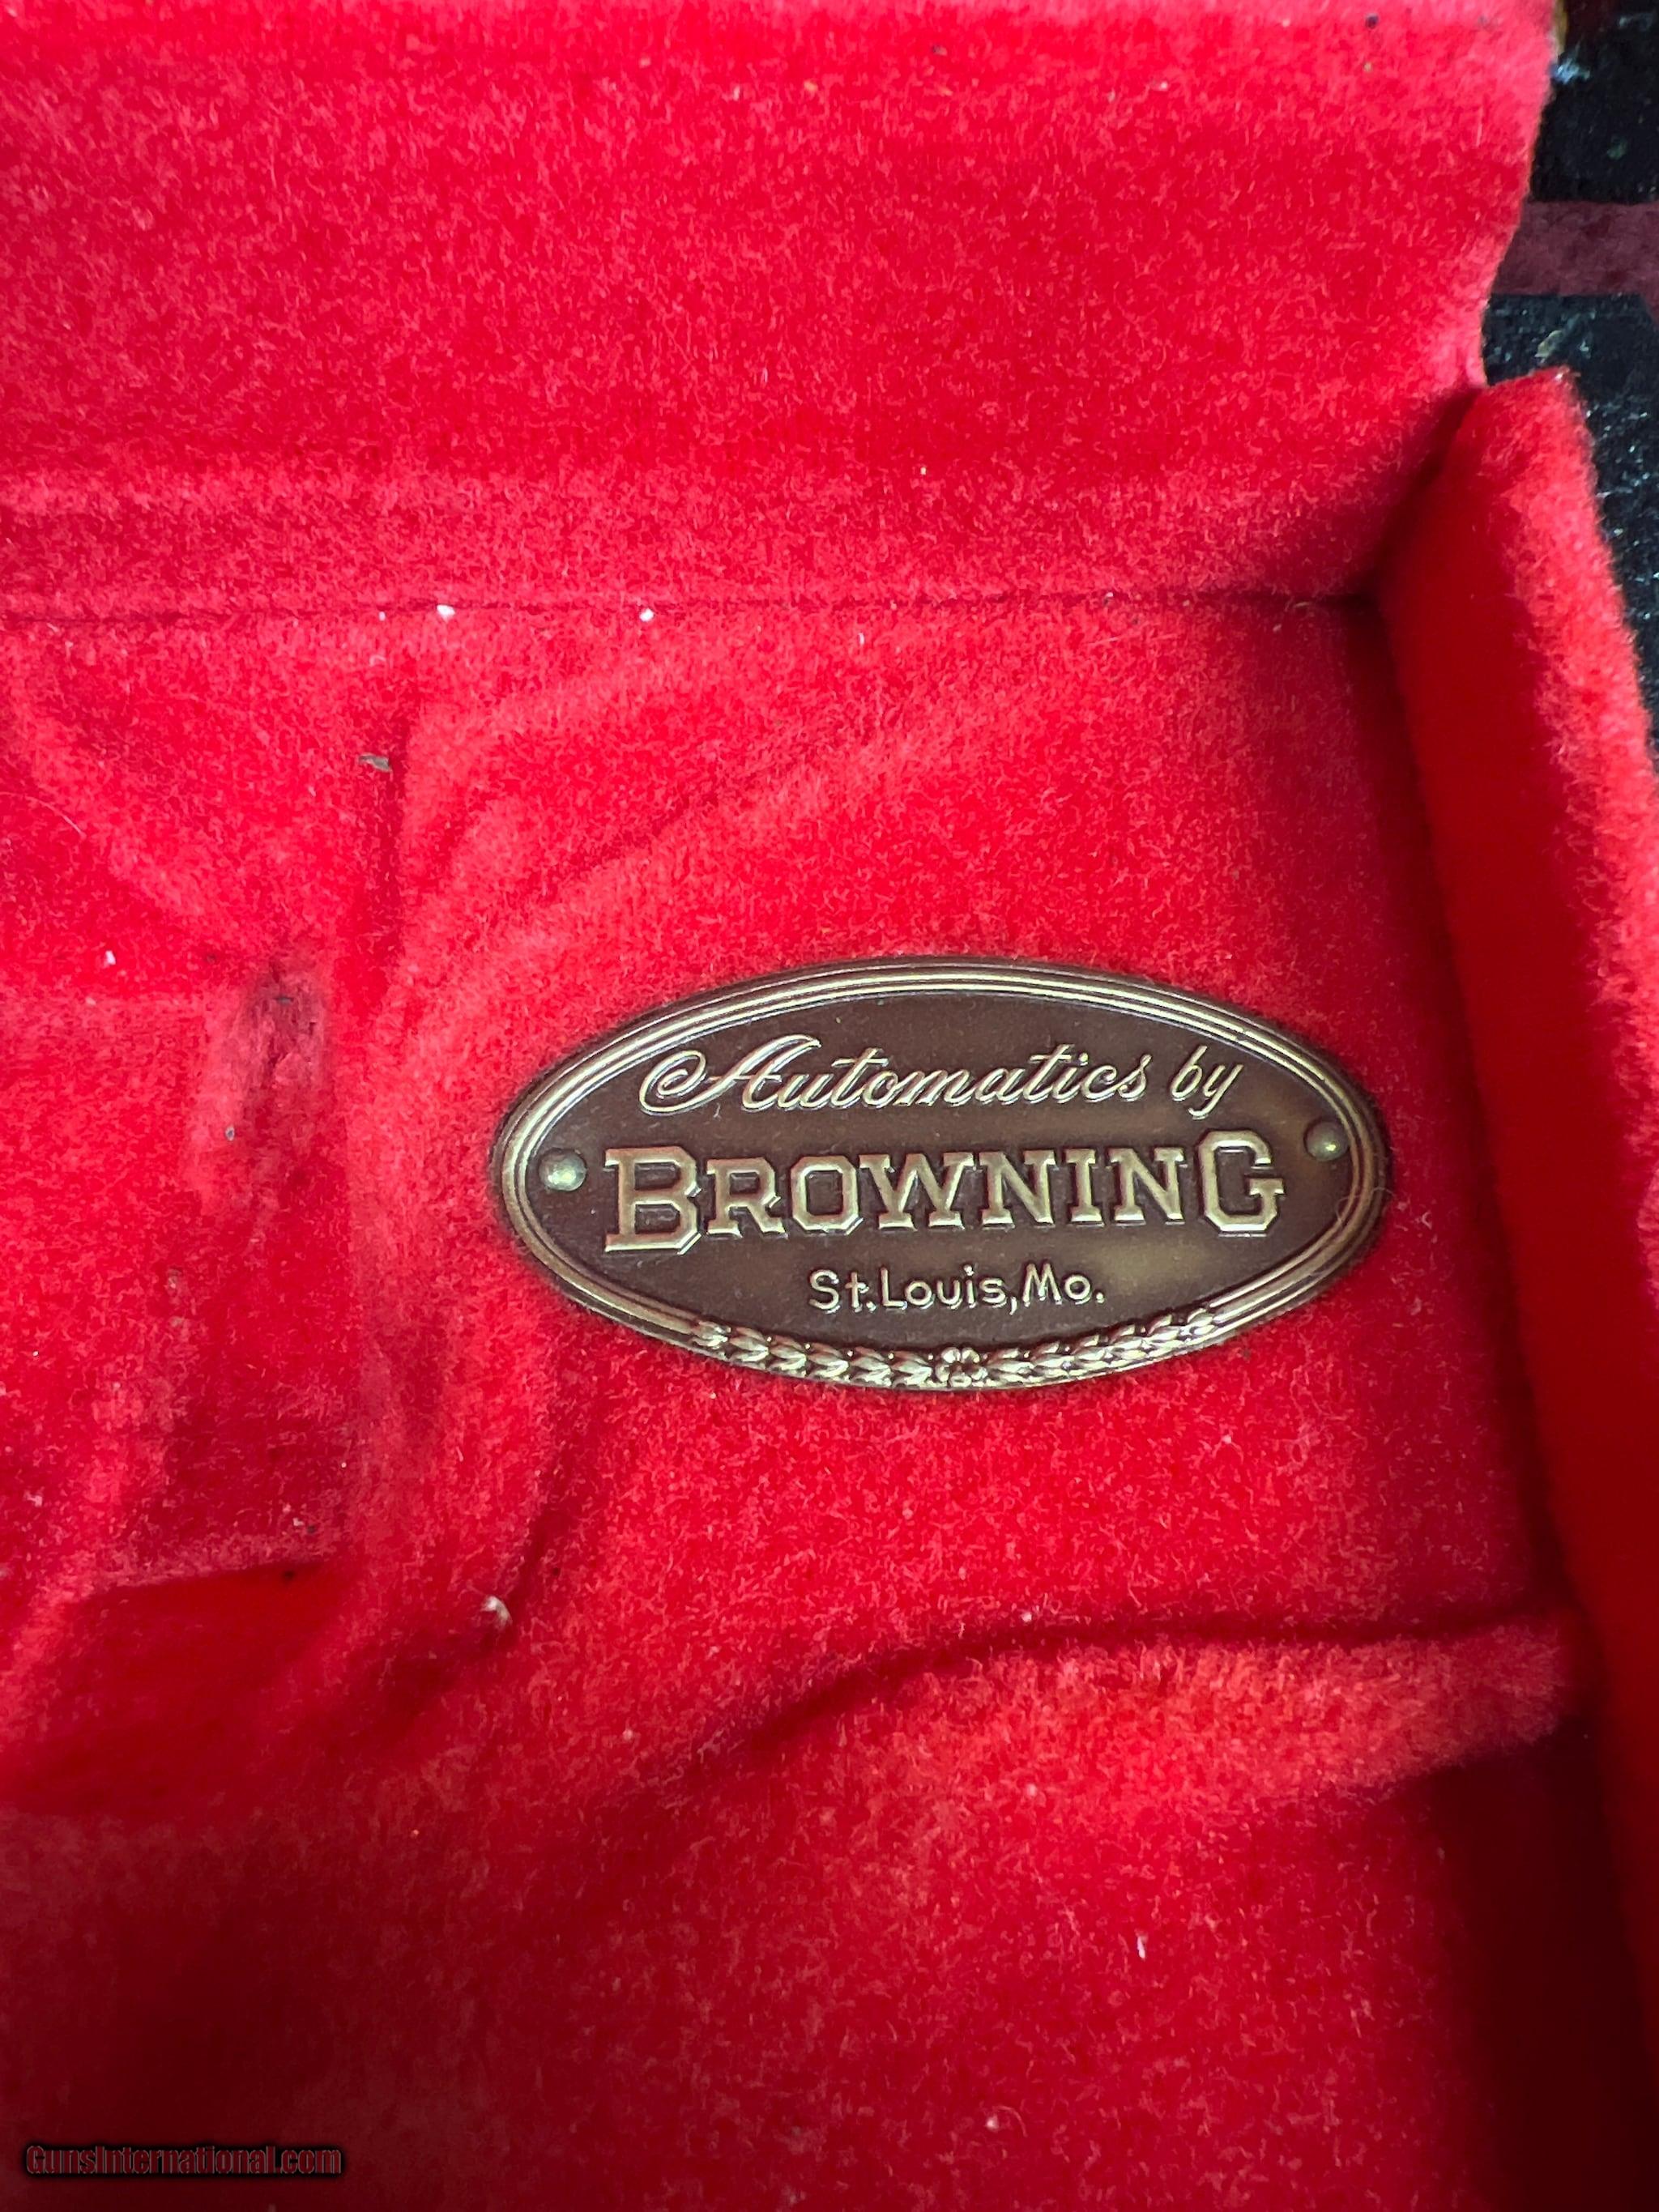 Automatics by
BROWNING
St. Louis, Mo.
GunsInternational.com